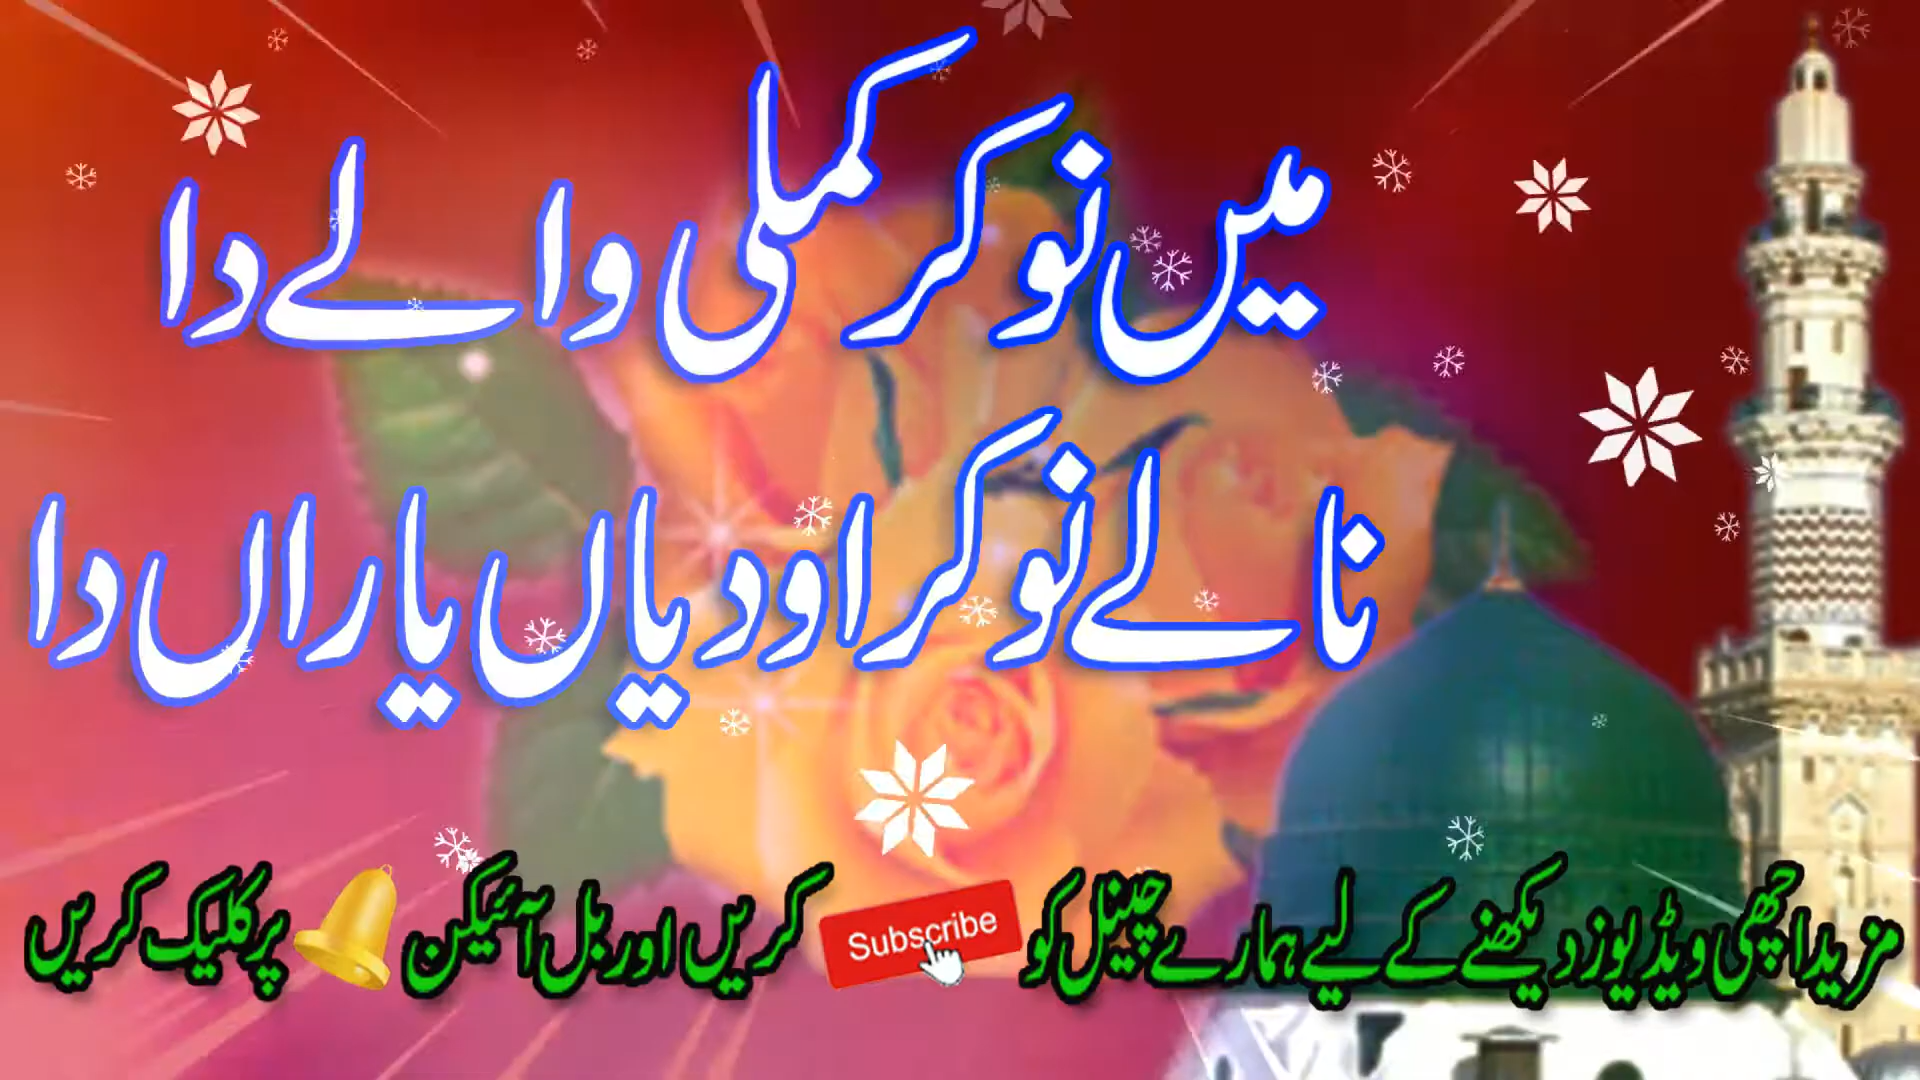 میں نوکر کملی والے دا
نالے نوکر اودیاں یاراں دا
مزید اچھی ویڈیوز دیکھنے کے لیے ہمارے چینل کو Subscribe کریں اور بل آئیکن پر کلیک کریں